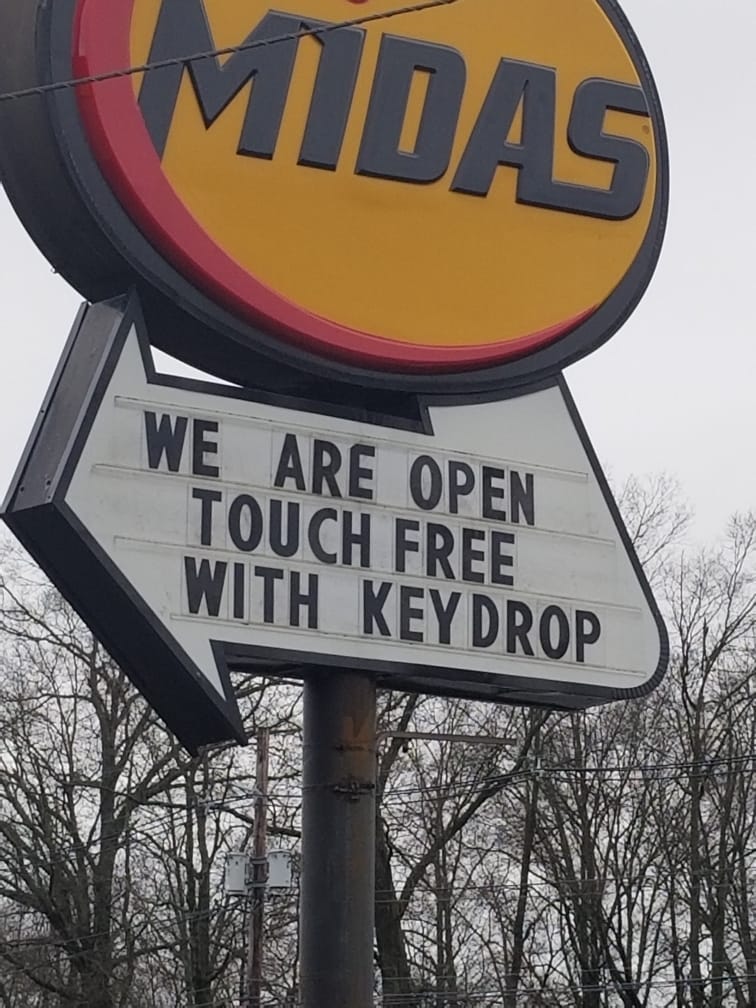 MIDAS
WE ARE OPEN
TOUCH FREE
WITH KEYDROP